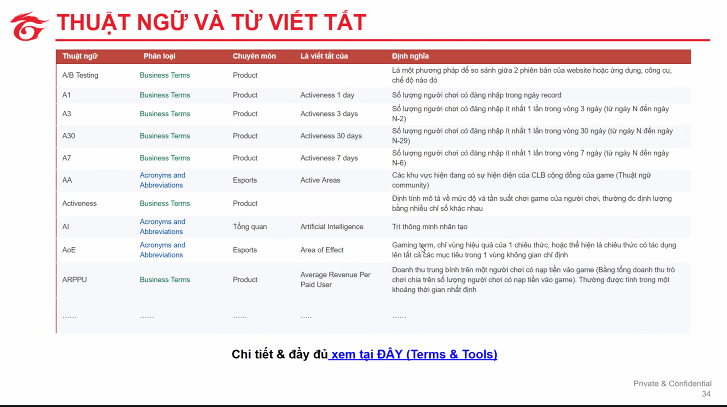 THUẬT NGỮ VÀ TỪ VIẾT TẮT
Thuật ngữ Phân loại Chuyên môn Là viết tắt của Định nghĩa
A/B Testing Business Terms Product Là một phương pháp để so sánh giữa 2 phiên bản của website hoặc ứng dụng, công cụ,
chế độ nào đó
A1 Business Terms Product Activeness 1 day Số lượng người chơi có đăng nhập trong ngày record
A3 Business Terms Product Activeness 3 days Số lượng người chơi có đăng nhập ít nhất 1 lần trong vòng 3 ngày (từ ngày N đến ngày
N-2)
A30 Business Terms Product Activeness 30 days Số lượng người chơi có đăng nhập ít nhất 1 lần trong vòng 30 ngày (từ ngày N đến ngày
N-29)
A7 Business Terms Product Activeness 7 days Số lượng người chơi có đăng nhập ít nhất 1 lần trong vòng 7 ngày (từ ngày N đến ngày
N-6)
AA Acronyms and Abbreviations Esports Active Areas Các khu vực hiện đang có sự hiện diện của CLB cộng đồng của game (Thuật ngữ
community)
Activeness Business Terms Product Định tính mô tả về mức độ và tần suất chơi game của người chơi, thường đc định lượng
bằng nhiều chỉ số khác nhau
AI Acronyms and Abbreviations Tổng quan Artificial Intelligence Trí thông minh nhân tạo
AoE Acronyms and Abbreviations Esports Area of Effect Gaming term, chỉ vùng hiệu quả của 1 chiêu thức, hoặc thể hiện là chiêu thức có tác dụng
lên tất cả các mục tiêu trong 1 vùng không gian chỉ định
ARPPU Business Terms Product Average Revenue Per Paid User Doanh thu trung bình trên một người chơi có nạp tiền vào game (Bằng tổng doanh thu trò
chơi chia trên số lượng người chơi có nạp tiền vào game). Thường được tính trong một
khoảng thời gian nhất định
...... ...... ...... ..... ......
Chi tiết & đầy đủ xem tại ĐÂY (Terms & Tools)
Private & Confidential
34